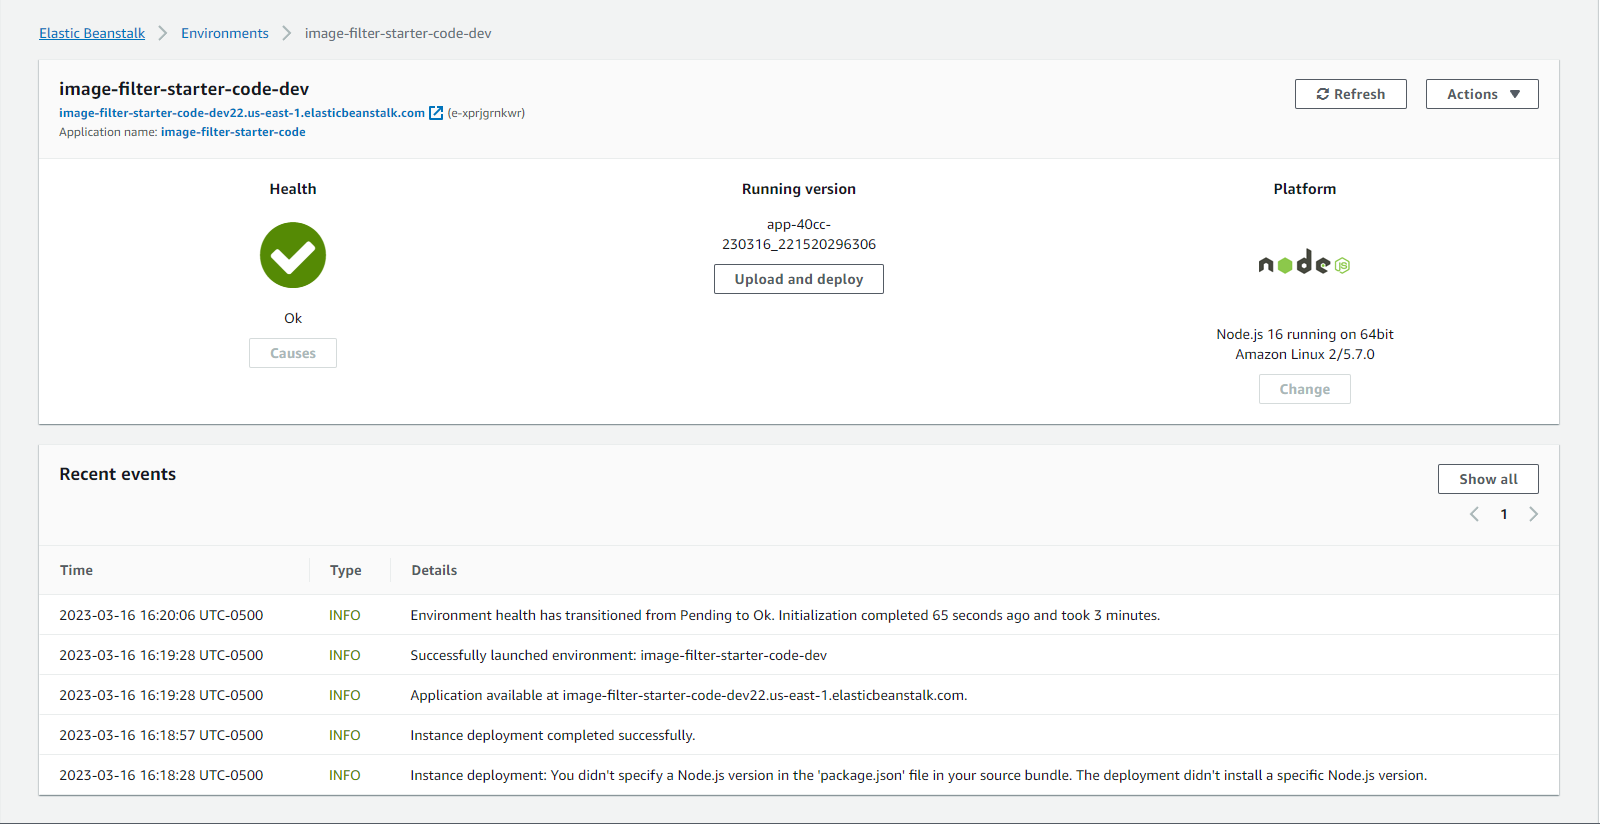 Elastic Beanstalk > Environments > image-filter-starter-code-dev
image-filter-starter-code-dev
Refresh
Actions
image-filter-starter-code-dev22.us-east-1.elasticbeanstalk.com (e-xprjgrnkwr)
Application name: image-filter-starter-code
Health
Ok
Causes
Running version
app-40cc-
230316_221520296306
Upload and deploy
Platform
node JS
Node.js 16 running on 64bit
Amazon Linux 2/5.7.0
Change
Recent events
Show all
< 1 >
Time Type Details
2023-03-16 16:20:06 UTC-0500 INFO Environment health has transitioned from Pending to Ok. Initialization completed 65 seconds ago and took 3 minutes.
2023-03-16 16:19:28 UTC-0500 INFO Successfully launched environment: image-filter-starter-code-dev
2023-03-16 16:19:28 UTC-0500 INFO Application available at image-filter-starter-code-dev22.us-east-1.elasticbeanstalk.com.
2023-03-16 16:18:57 UTC-0500 INFO Instance deployment completed successfully.
2023-03-16 16:18:28 UTC-0500 INFO Instance deployment: You didn't specify a Node.js version in the 'package.json' file in your source bundle. The deployment didn't install a specific Node.js version.